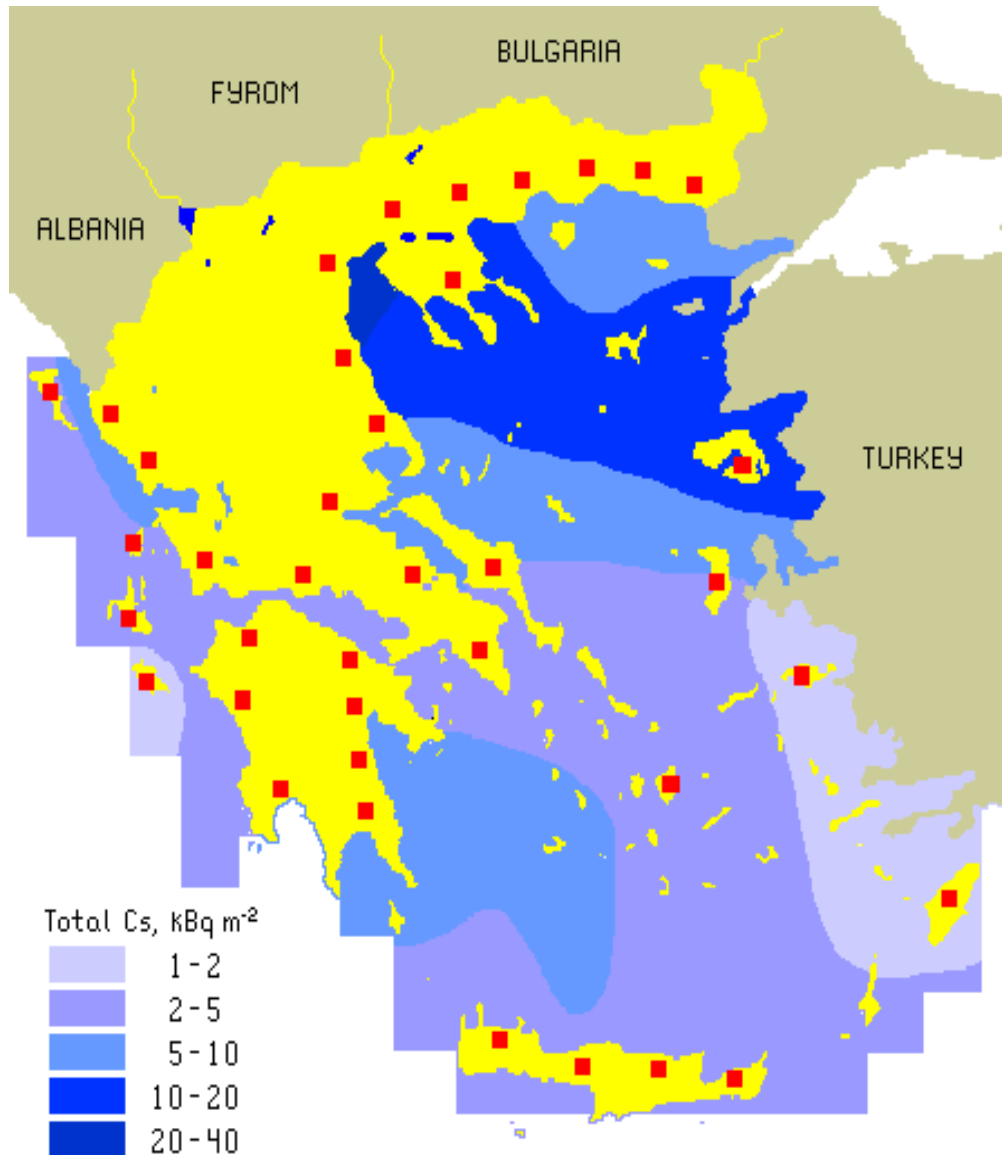 BULGARIA
FYROM
ALBANIA
TURKEY
Total Cs, kBq m-2
1-2
2-5
5-10
10-20
20-40